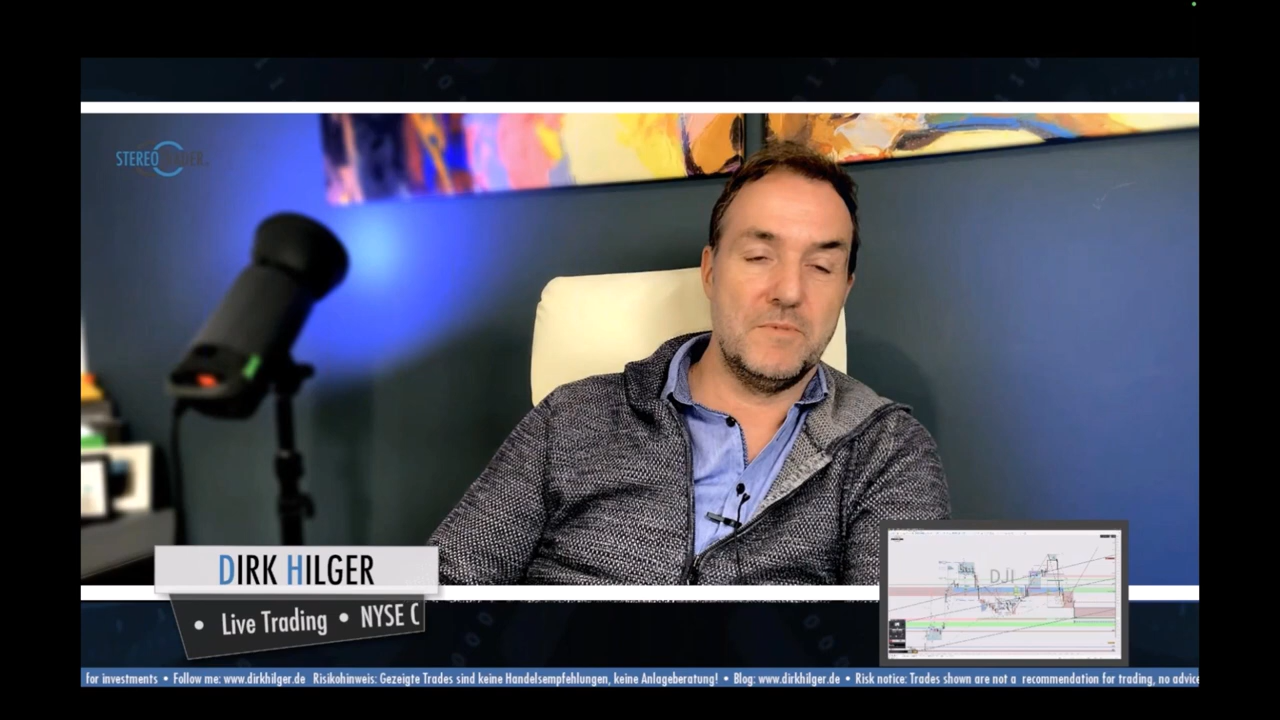 STEREO
DIRK HILGER
• Live Trading • NYSE C
DJI
for investments • Follow me: www.dirkhilger.de Risikohinweis: Gezeigte Trades sind keine Handelsempfehlungen, keine Anlageberatung! • Blog: www.dirkhilger.de • Risk notice: Trades shown are not a recommendation for trading, no advice